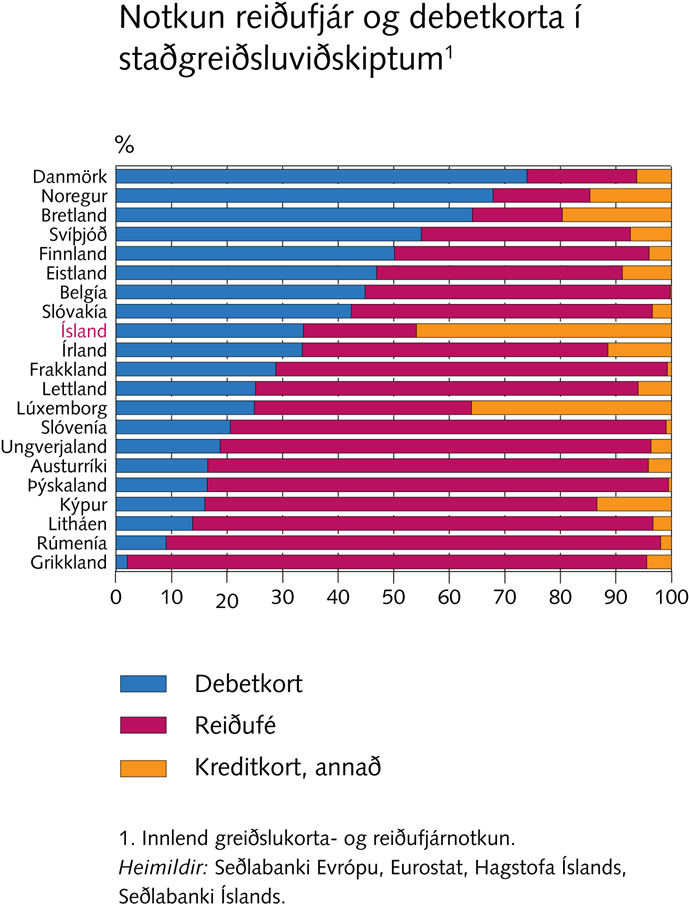 Notkun reiðufjár og debetkorta í
staðgreiðsluviðskiptum¹
%
Danmörk
Noregur
Bretland
Svíþjóð
Finnland
Eistland
Belgía
Slóvakía
Ísland
Írland
Frakkland
Lettland
Lúxemborg
Slóvenía
Ungverjaland
Austurríki
Þýskaland
Kýpur
Litháen
Rúmenía
Grikkland
0 10 20 30 40 50 60 70 80 90 100
Debetkort
Reiðufé
Kreditkort, annað
1. Innlend greiðslukorta- og reiðufjárnotkun.
Heimildir: Seðlabanki Evrópu, Eurostat, Hagstofa Íslands,
Seðlabanki Íslands.